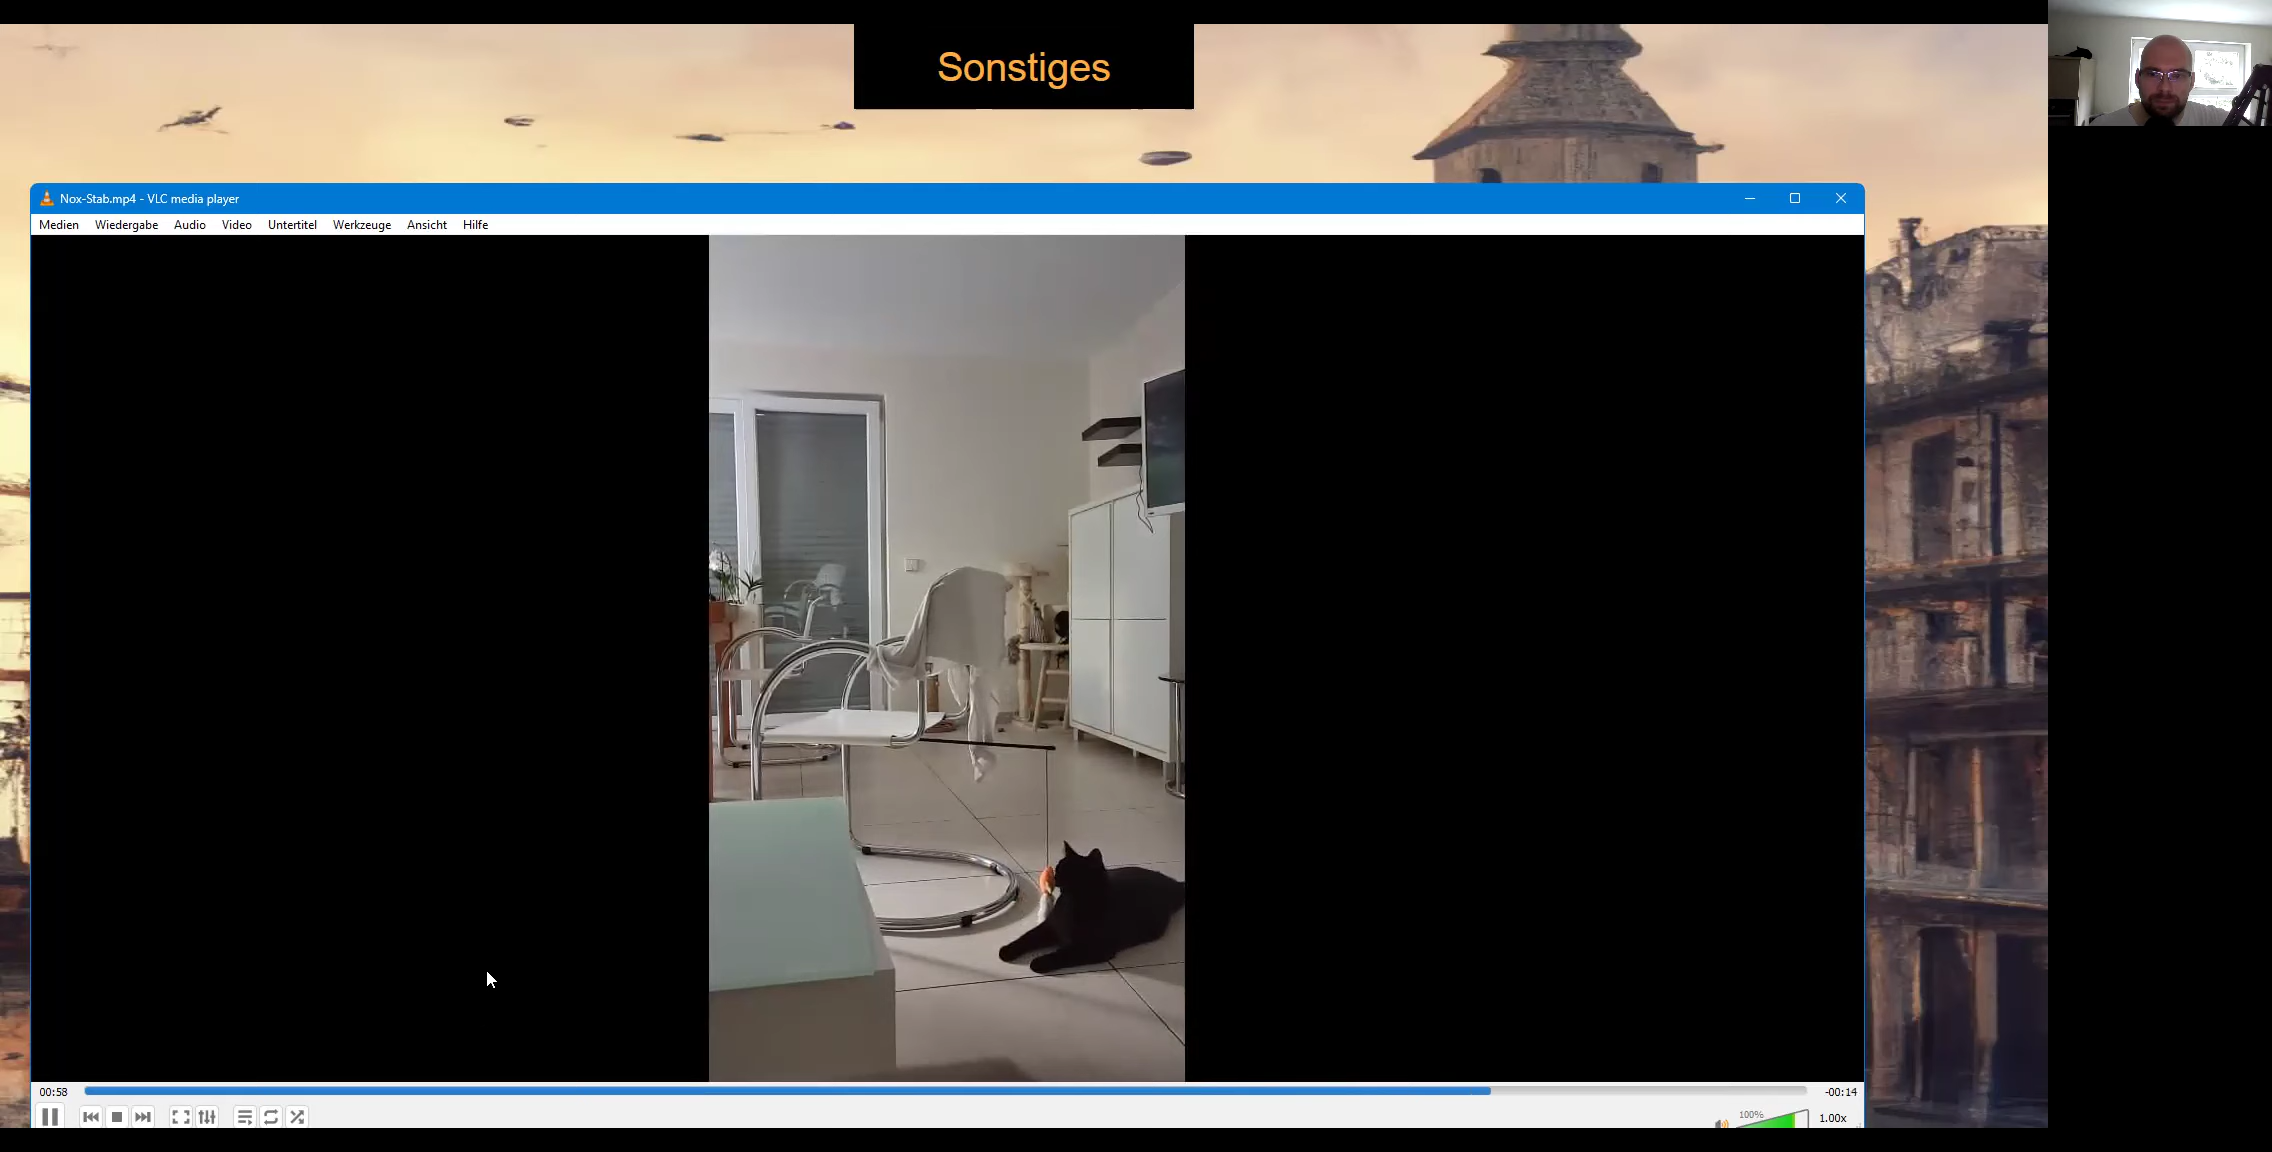 Sonstiges
Nox-Stab.mp4 - VLC media player
Medien Wiedergabe Audio Video Untertitel Werkzeuge Ansicht Hilfe
00:58 -00:14
100% 1.00x